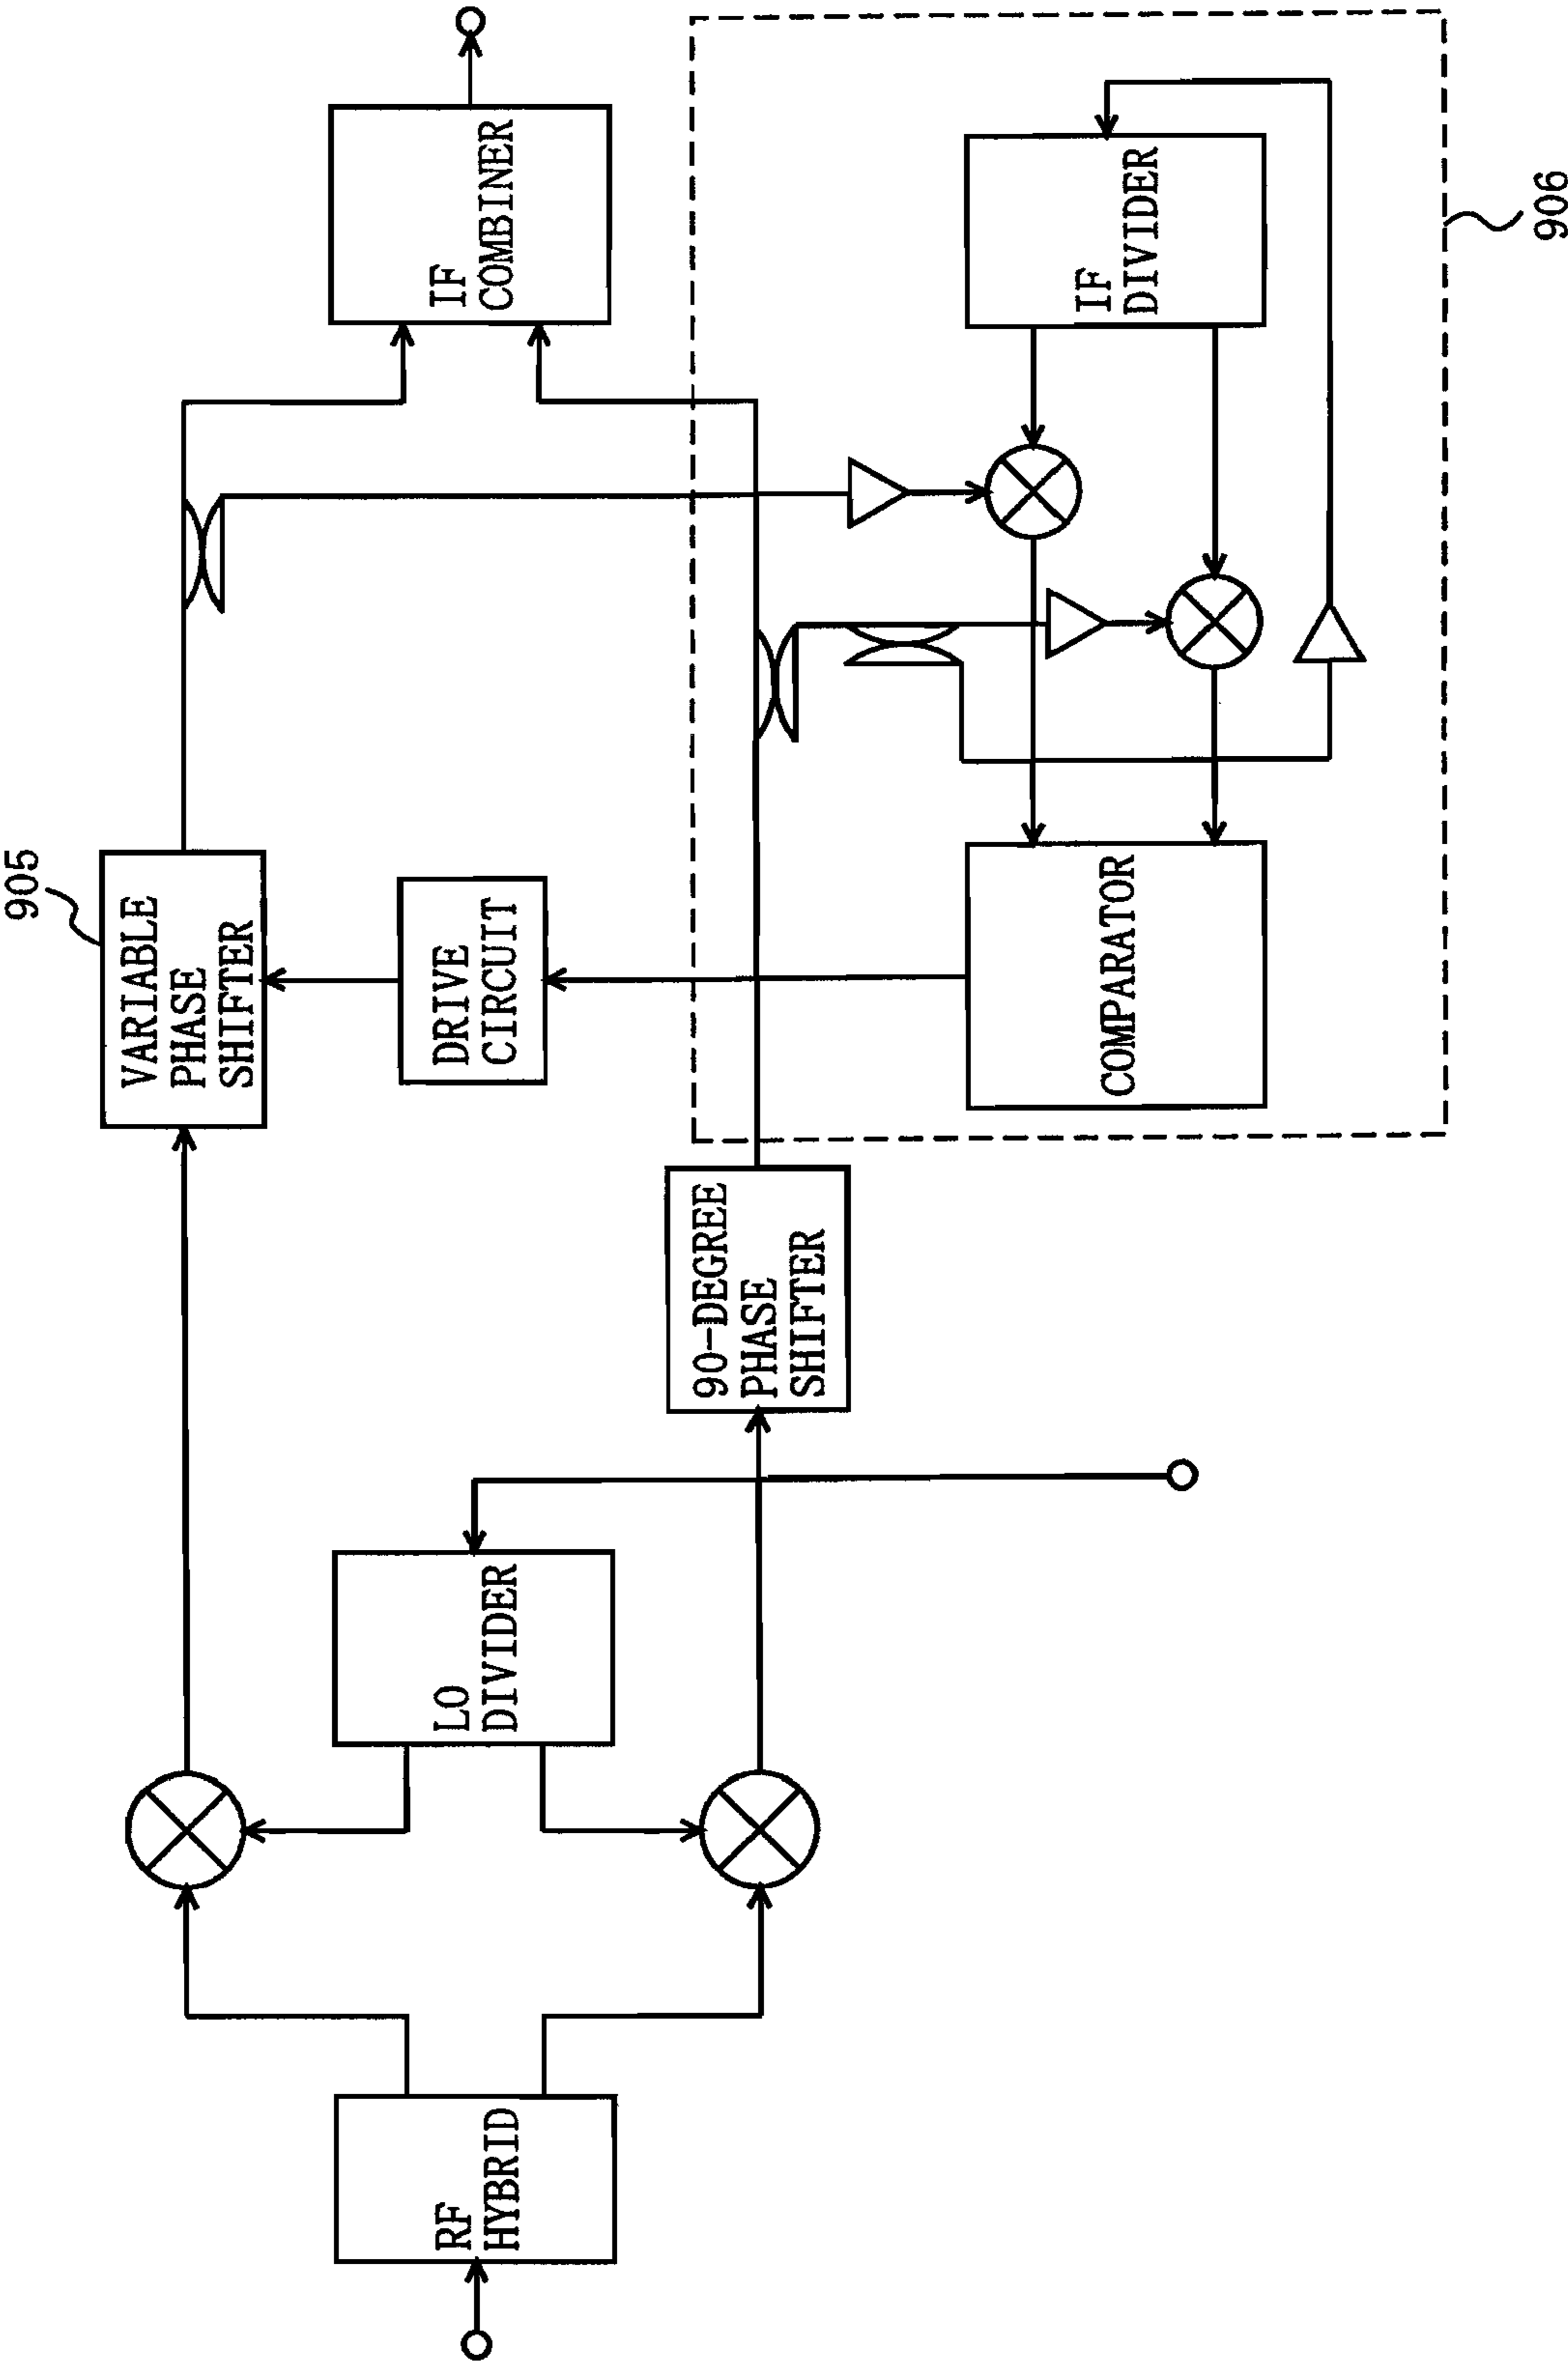 RF
HYBRID
LO
DIVIDER
90-DEGREE
PHASE
SHIFTER
905
VARIABLE
PHASE
SHIFTER
DRIVE
CIRCUIT
IF
COMBINER
COMPARATOR
IF
DIVIDER
906